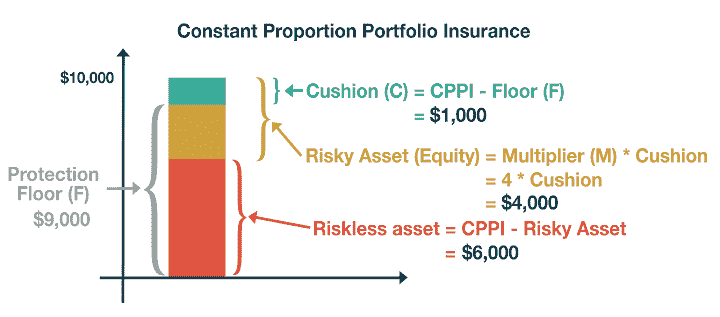 Constant Proportion Portfolio Insurance
$10,000
Cushion (C) = CPPI - Floor (F)
= $1,000
Risky Asset (Equity) = Multiplier (M) * Cushion
= 4 * Cushion
= $4,000
Protection
Floor (F)
$9,000
Riskless asset = CPPI - Risky Asset
= $6,000